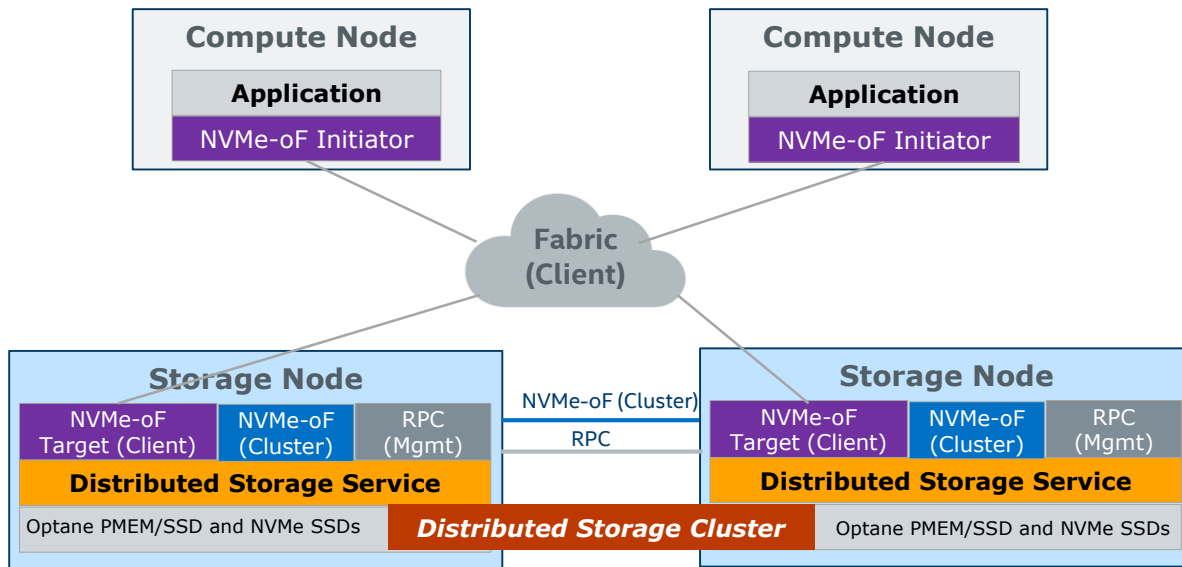 Compute Node
Application
NVMe-oF Initiator
Compute Node
Application
NVMe-oF Initiator
Fabric
(Client)
Storage Node
NVMe-oF
Target (Client)
NVMe-oF
(Cluster)
RPC
(Mgmt)
Distributed Storage Service
Optane PMEM/SSD and NVMe SSDs
NVMe-oF (Cluster)
RPC
Storage Node
NVMe-oF
Target (Client)
NVMe-oF
(Cluster)
RPC
(Mgmt)
Distributed Storage Service
Optane PMEM/SSD and NVMe SSDs
Distributed Storage Cluster